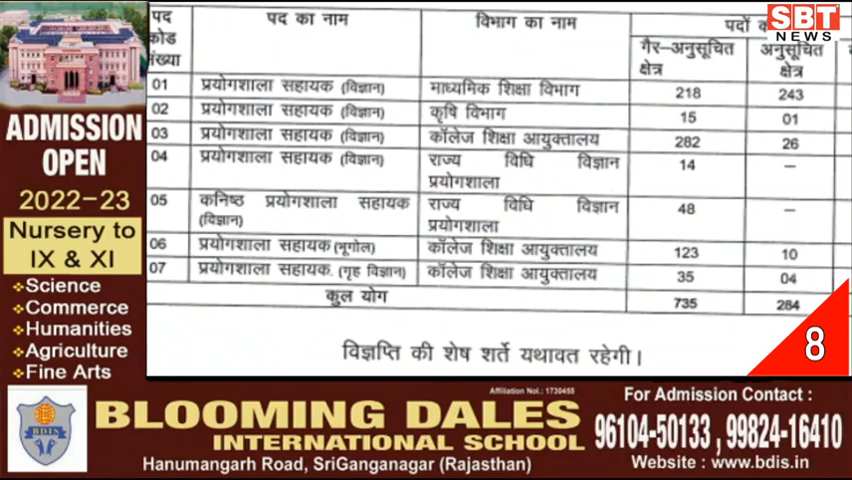 SBT
NEWS
पद कोड संख्या
पद का नाम
विभाग का नाम
पदों
गैर–अनुसूचित क्षेत्र
अनुसूचित क्षेत्र
01 प्रयोगशाला सहायक (विज्ञान) माध्यमिक शिक्षा विभाग 218 243
02 प्रयोगशाला सहायक (विज्ञान) कृषि विभाग 15 01
03 प्रयोगशाला सहायक (विज्ञान) कॉलेज शिक्षा आयुक्तालय 282 26
04 प्रयोगशाला सहायक (विज्ञान) राज्य विधि विज्ञान प्रयोगशाला 14 –
05 कनिष्ठ प्रयोगशाला सहायक (विज्ञान) राज्य विधि विज्ञान प्रयोगशाला 48 –
06 प्रयोगशाला सहायक (भूगोल) कॉलेज शिक्षा आयुक्तालय 123 10
07 प्रयोगशाला सहायक. (गृह विज्ञान) कॉलेज शिक्षा आयुक्तालय 35 04
कुल योग 735 284
विज्ञप्ति की शेष शर्ते यथावत रहेगी।
8
ADMISSION
OPEN
2022-23
Nursery to
IX & XI
Science
Commerce
Humanities
Agriculture
Fine Arts
BDIS
Affiliation No.: 1730455
BLOOMING DALES
INTERNATIONAL SCHOOL
Hanumangarh Road, SriGanganagar (Rajasthan)
For Admission Contact :
96104-50133 , 99824-16410
Website : www.bdis.in